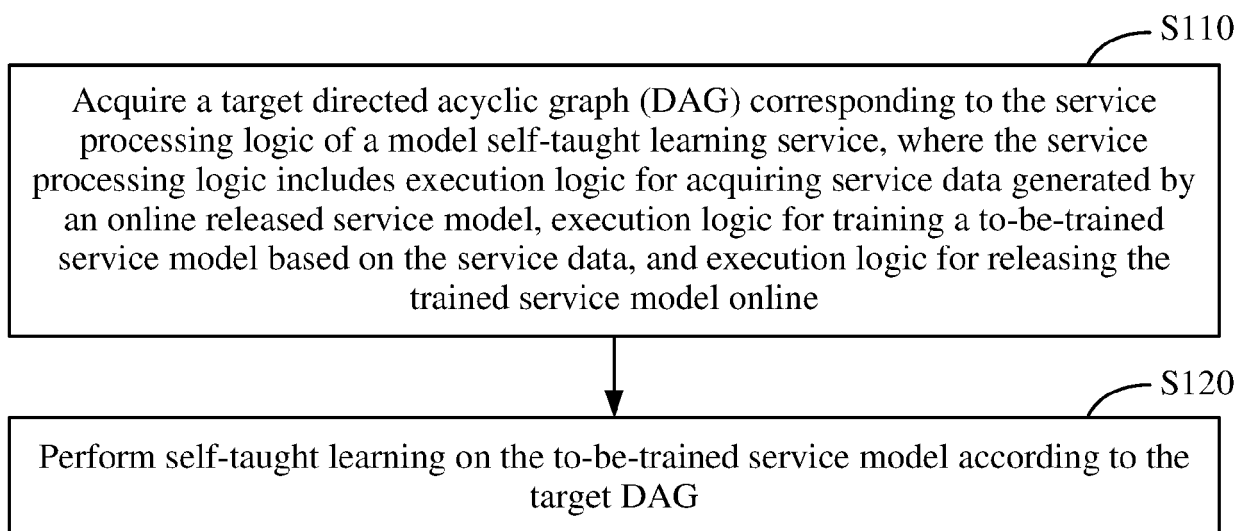 S110
Acquire a target directed acyclic graph (DAG) corresponding to the service
processing logic of a model self-taught learning service, where the service
processing logic includes execution logic for acquiring service data generated by
an online released service model, execution logic for training a to-be-trained
service model based on the service data, and execution logic for releasing the
trained service model online
S120
Perform self-taught learning on the to-be-trained service model according to the
target DAG